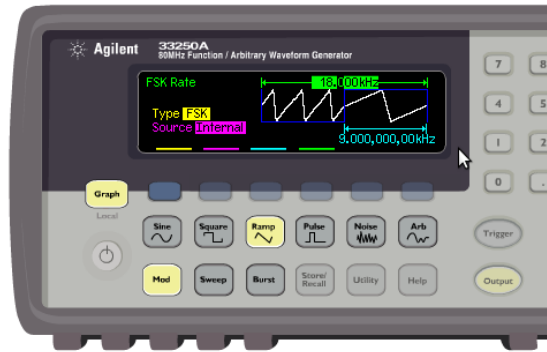 Agilent
33250A
80MHz Function / Arbitrary Waveform Generator
FSK Rate
18.000kHz
Type FSK
Source Internal
9.000,000,00kHz
7 8
4 5
1 2
0 .
Graph
Local
Sine Square Ramp Pulse Noise Arb
Trigger
Mod Sweep Burst Store/
Recall Utility Help
Output